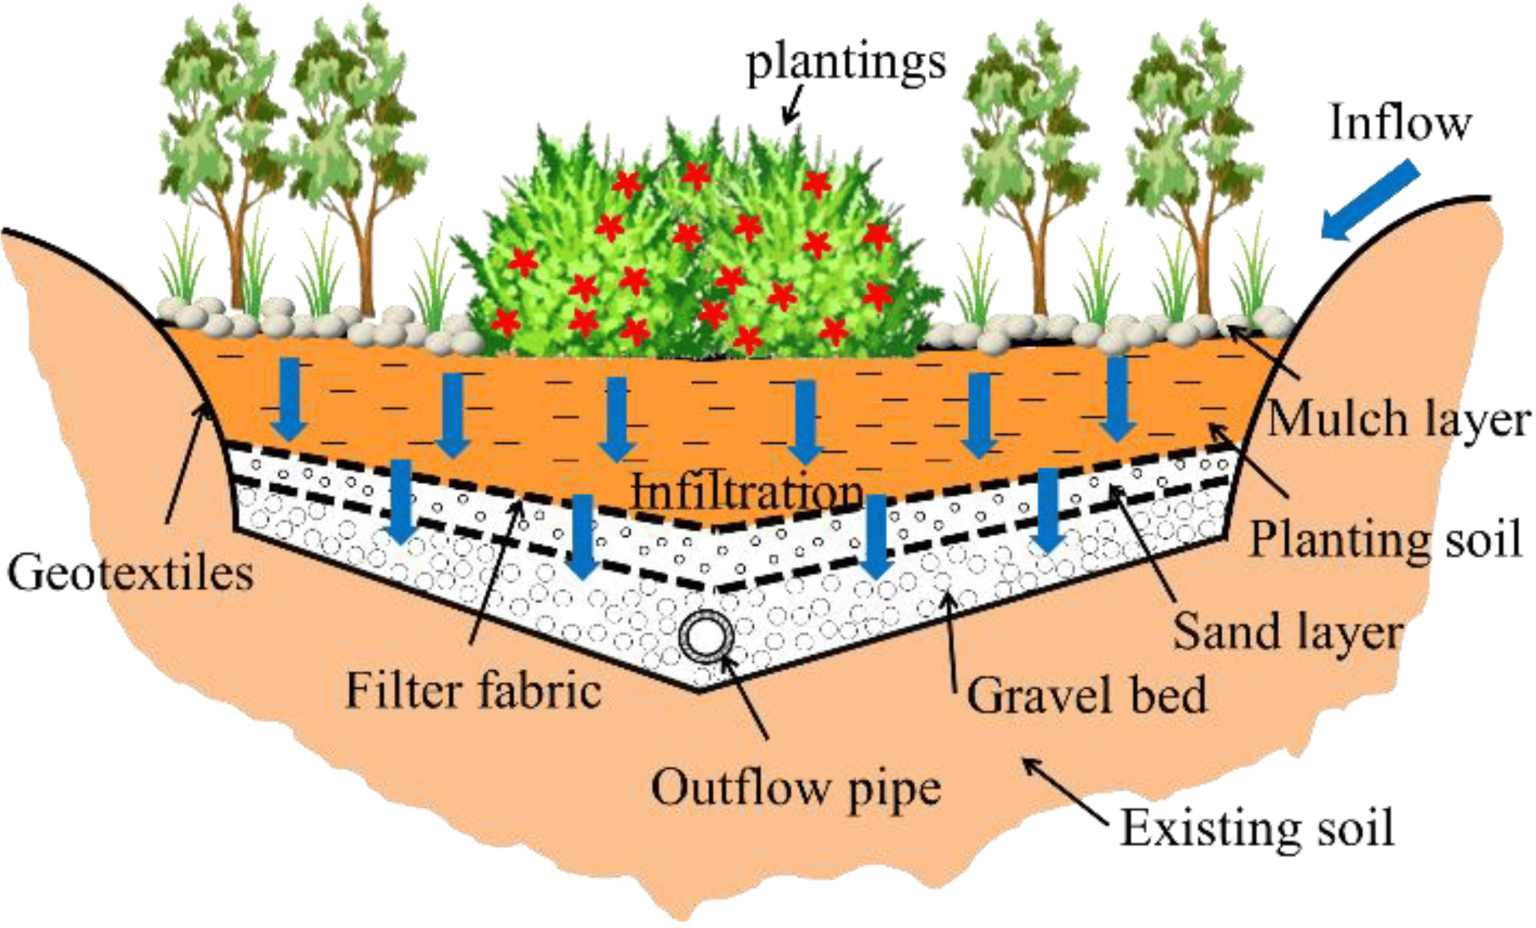 plantings
Inflow
Mulch layer
Infiltration
Planting soil
Geotextiles
Sand layer
Filter fabric
Gravel bed
Outflow pipe
Existing soil